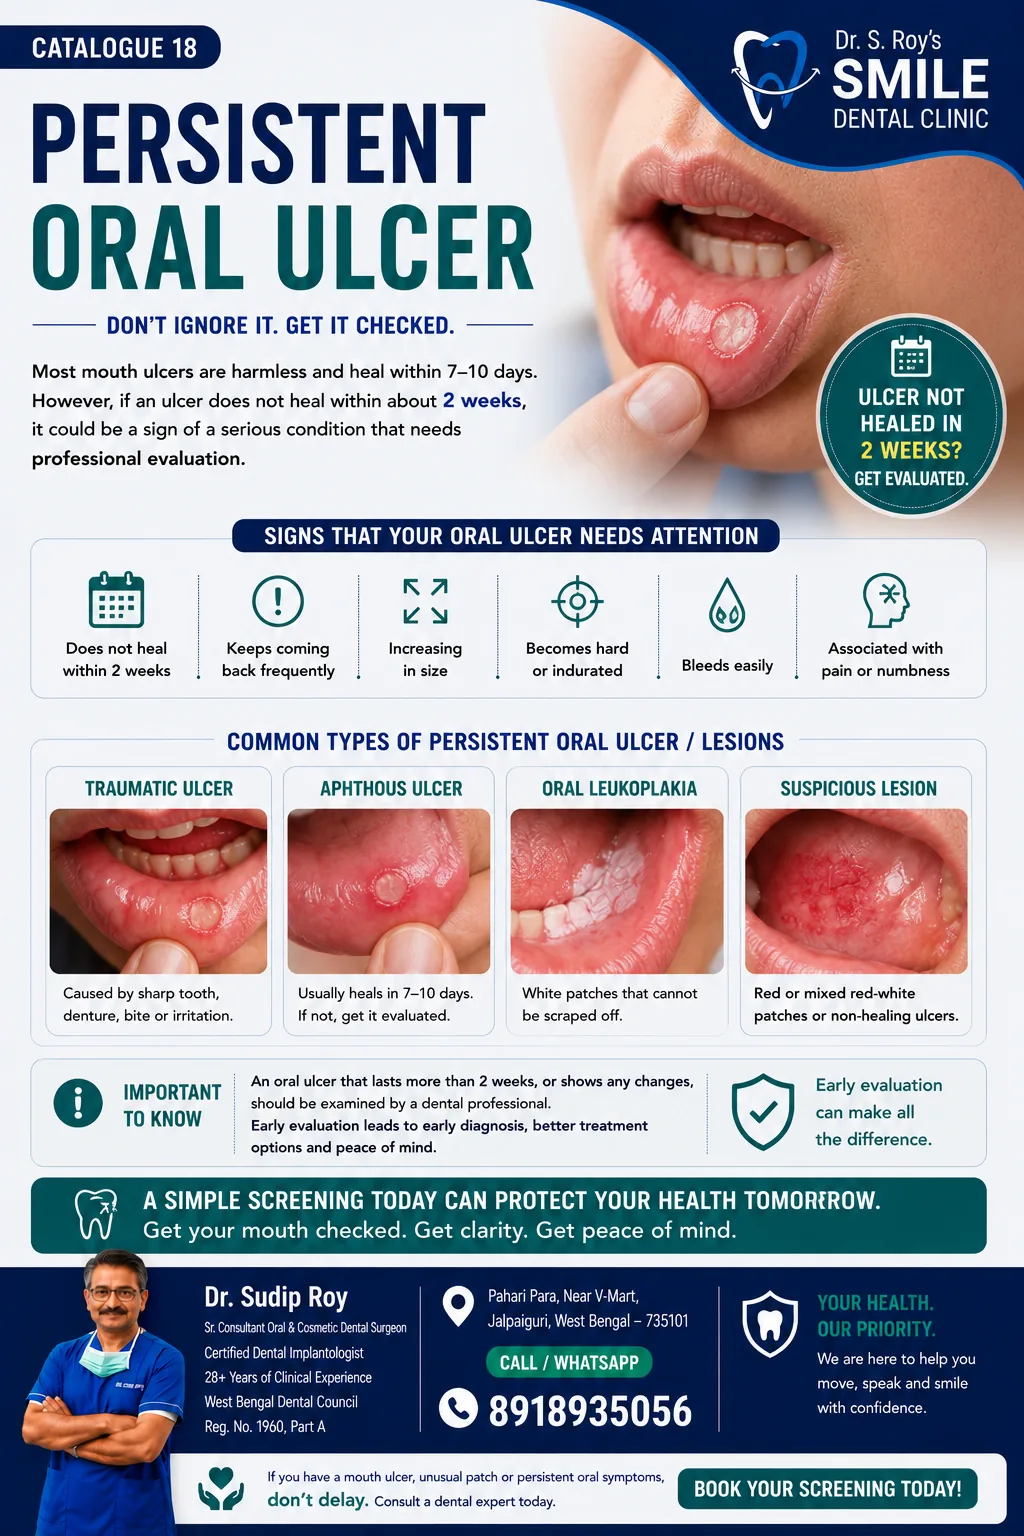 CATALOGUE 18
Dr. S. Roy's
SMILE
DENTAL CLINIC
PERSISTENT
ORAL ULCER
DON'T IGNORE IT. GET IT CHECKED.
Most mouth ulcers are harmless and heal within 7–10 days.
However, if an ulcer does not heal within about 2 weeks,
it could be a sign of a serious condition that needs
professional evaluation.
ULCER NOT
HEALED IN
2 WEEKS?
GET EVALUATED.
SIGNS THAT YOUR ORAL ULCER NEEDS ATTENTION
Does not heal
within 2 weeks
Keeps coming
back frequently
Increasing
in size
Becomes hard
or indurated
Bleeds easily
Associated with
pain or numbness
COMMON TYPES OF PERSISTENT ORAL ULCER / LESIONS
TRAUMATIC ULCER
Caused by sharp tooth,
denture, bite or irritation.
APHTHOUS ULCER
Usually heals in 7–10 days.
If not, get it evaluated.
ORAL LEUKOPLAKIA
White patches that cannot
be scraped off.
SUSPICIOUS LESION
Red or mixed red-white
patches or non-healing ulcers.
IMPORTANT
TO KNOW
An oral ulcer that lasts more than 2 weeks, or shows any changes,
should be examined by a dental professional.
Early evaluation leads to early diagnosis, better treatment
options and peace of mind.
Early evaluation
can make all
the difference.
A SIMPLE SCREENING TODAY CAN PROTECT YOUR HEALTH TOMORROW.
Get your mouth checked. Get clarity. Get peace of mind.
Dr. Sudip Roy
Sr. Consultant Oral & Cosmetic Dental Surgeon
Certified Dental Implantologist
28+ Years of Clinical Experience
West Bengal Dental Council
Reg. No. 1960, Part A
Pahari Para, Near V-Mart,
Jalpaiguri, West Bengal – 735101
CALL / WHATSAPP
8918935056
YOUR HEALTH.
OUR PRIORITY.
We are here to help you
move, speak and smile
with confidence.
If you have a mouth ulcer, unusual patch or persistent oral symptoms,
don't delay. Consult a dental expert today.
BOOK YOUR SCREENING TODAY!